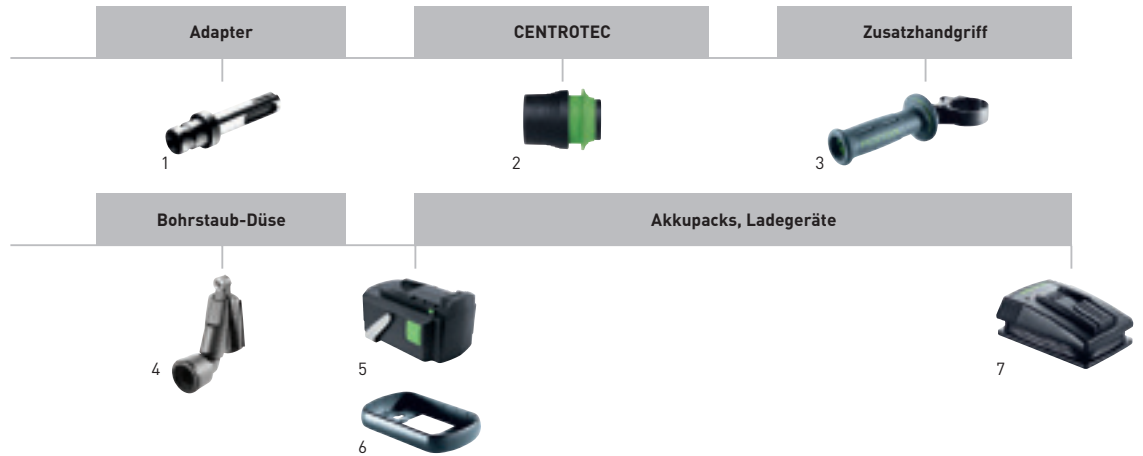 Adapter
CENTROTEC
Zusatzhandgriff
1
2
3
Bohrstaub-Düse
Akkupacks, Ladegeräte
4
5
7
6